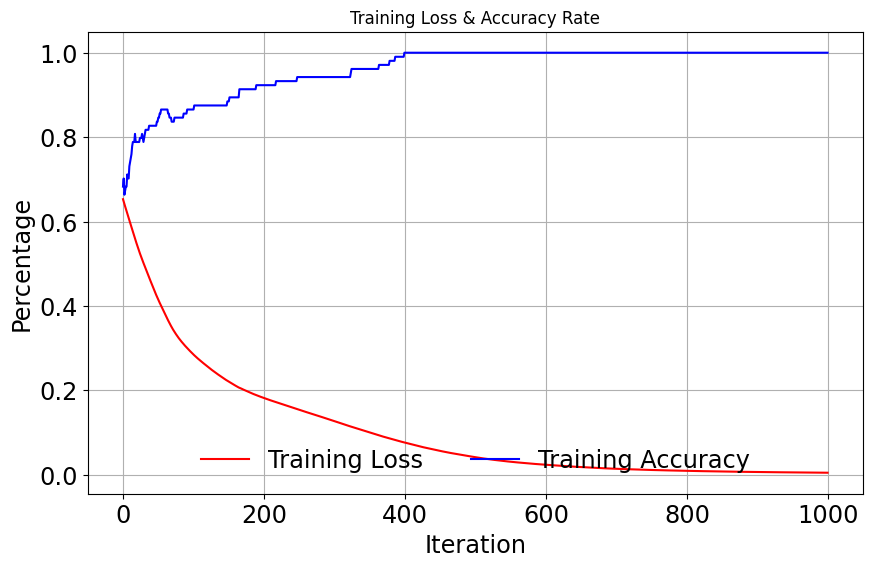 Training Loss & Accuracy Rate
1.0
0.8
0.6
0.4
0.2
0.0
Percentage
Training Loss Training Accuracy
0 200 400 600 800 1000
Iteration